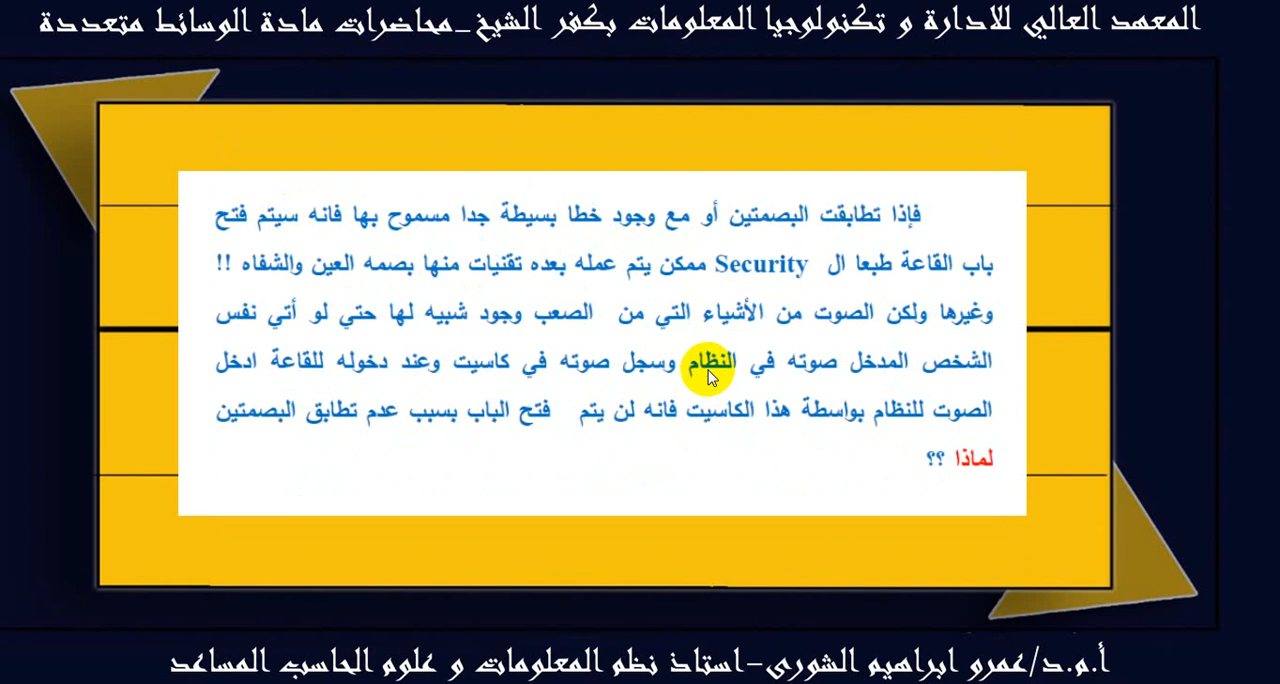 المعهد العالي للادارة و تكنولوجيا المعلومات بكفر الشيخ_محاضرات مادة الوسائط متعددة
فإذا تطابقت البصمتين أو مع وجود خطا بسيطة جدا مسموح بها فانه سيتم فتح
باب القاعة طبعا ال Security ممكن يتم عمله بعده تقنيات منها بصمه العين والشفاه !!
وغيرها ولكن الصوت من الأشياء التي من الصعب وجود شبيه لها حتي لو أتي نفس
الشخص المدخل صوته في النظام وسجل صوته في كاسيت وعند دخوله للقاعة ادخل
الصوت للنظام بواسطة هذا الكاسيت فانه لن يتم فتح الباب بسبب عدم تطابق البصمتين
لماذا ؟؟
أ.م.د/عمرو ابراهيم الشورى-استاذ نظم المعلومات و علوم الحاسب المساعد